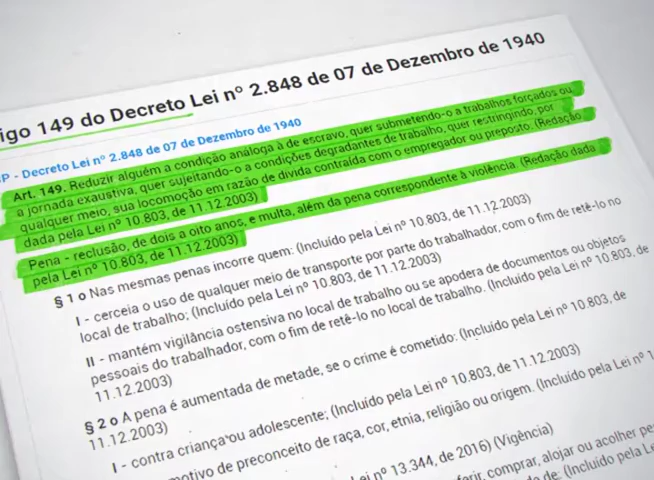 igo 149 do Decreto Lei nº 2.848 de 07 de Dezembro de 1940
P - Decreto Lei nº 2.848 de 07 de Dezembro de 1940
Art. 149. Reduzir alguém a condição análoga à de escravo, quer submetendo-o a trabalhos forçados ou
a jornada exaustiva, quer sujeitando-o a condições degradantes de trabalho, quer restringindo, por
qualquer meio, sua locomoção em razão de dívida contraída com o empregador ou preposto. (Redação
dada pela Lei nº 10.803, de 11.12.2003)
Pena - reclusão, de dois a oito anos, e multa, além da pena correspondente à violência. (Redação dada
pela Lei nº 10.803, de 11.12.2003)
§ 1 o Nas mesmas penas incorre quem: (Incluído pela Lei nº 10.803, de 11.12.2003)
I - cerceia o uso de qualquer meio de transporte por parte do trabalhador, com o fim de retê-lo no
local de trabalho; (Incluído pela Lei nº 10.803, de 11.12.2003)
II - mantém vigilância ostensiva no local de trabalho ou se apodera de documentos ou objetos
pessoais do trabalhador, com o fim de retê-lo no local de trabalho. (Incluído pela Lei nº 10.803, de
11.12.2003)
§ 2 o A pena é aumentada de metade, se o crime é cometido: (Incluído pela Lei nº 10.803, de
11.12.2003)
I - contra criança ou adolescente; (Incluído pela Lei nº 10.803, de 11.12.2003)
motivo de preconceito de raça, cor, etnia, religião ou origem. (Incluído pela Lei nº 1
Lei nº 13.344, de 2016) (Vigência)
comprar, alojar ou acolher pe
de: (Incluído pela Le